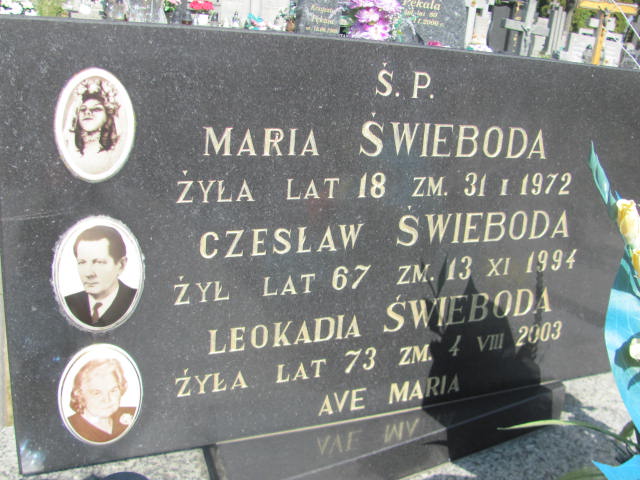 Pękala
Ś. P.
MARIA ŚWIEBODA
ŻYŁA LAT 18 ZM. 31 I 1972
CZESŁAW ŚWIEBODA
ŻYŁ LAT 67 ZM. 13 XI 1994
LEOKADIA ŚWIEBODA
ŻYŁA LAT 73 ZM. 4 VIII 2003
AVE MARIA